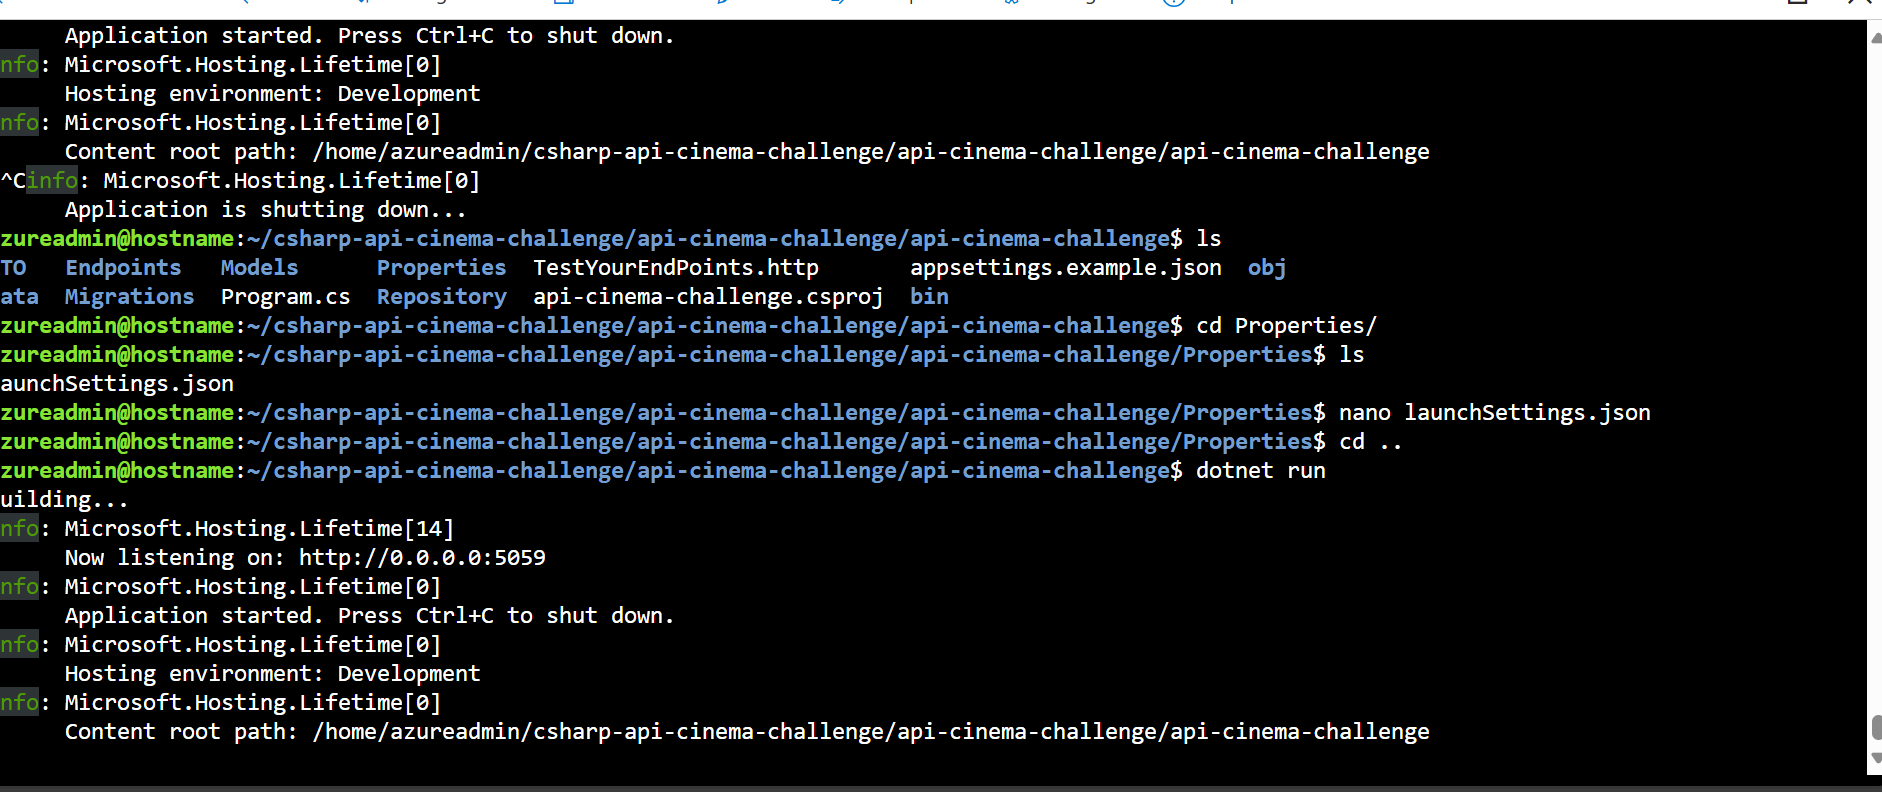 Application started. Press Ctrl+C to shut down.
nfo: Microsoft.Hosting.Lifetime[0]
Hosting environment: Development
nfo: Microsoft.Hosting.Lifetime[0]
Content root path: /home/azureadmin/csharp-api-cinema-challenge/api-cinema-challenge/api-cinema-challenge
^Cinfo: Microsoft.Hosting.Lifetime[0]
Application is shutting down...
zureadmin@hostname:~/csharp-api-cinema-challenge/api-cinema-challenge/api-cinema-challenge$ ls
TO Endpoints Models Properties TestYourEndPoints.http appsettings.example.json obj
ata Migrations Program.cs Repository api-cinema-challenge.csproj bin
zureadmin@hostname:~/csharp-api-cinema-challenge/api-cinema-challenge/api-cinema-challenge$ cd Properties/
zureadmin@hostname:~/csharp-api-cinema-challenge/api-cinema-challenge/api-cinema-challenge/Properties$ ls
aunchSettings.json
zureadmin@hostname:~/csharp-api-cinema-challenge/api-cinema-challenge/api-cinema-challenge/Properties$ nano launchSettings.json
zureadmin@hostname:~/csharp-api-cinema-challenge/api-cinema-challenge/api-cinema-challenge/Properties$ cd ..
zureadmin@hostname:~/csharp-api-cinema-challenge/api-cinema-challenge/api-cinema-challenge$ dotnet run
uilding...
nfo: Microsoft.Hosting.Lifetime[14]
Now listening on: http://0.0.0.0:5059
nfo: Microsoft.Hosting.Lifetime[0]
Application started. Press Ctrl+C to shut down.
nfo: Microsoft.Hosting.Lifetime[0]
Hosting environment: Development
nfo: Microsoft.Hosting.Lifetime[0]
Content root path: /home/azureadmin/csharp-api-cinema-challenge/api-cinema-challenge/api-cinema-challenge